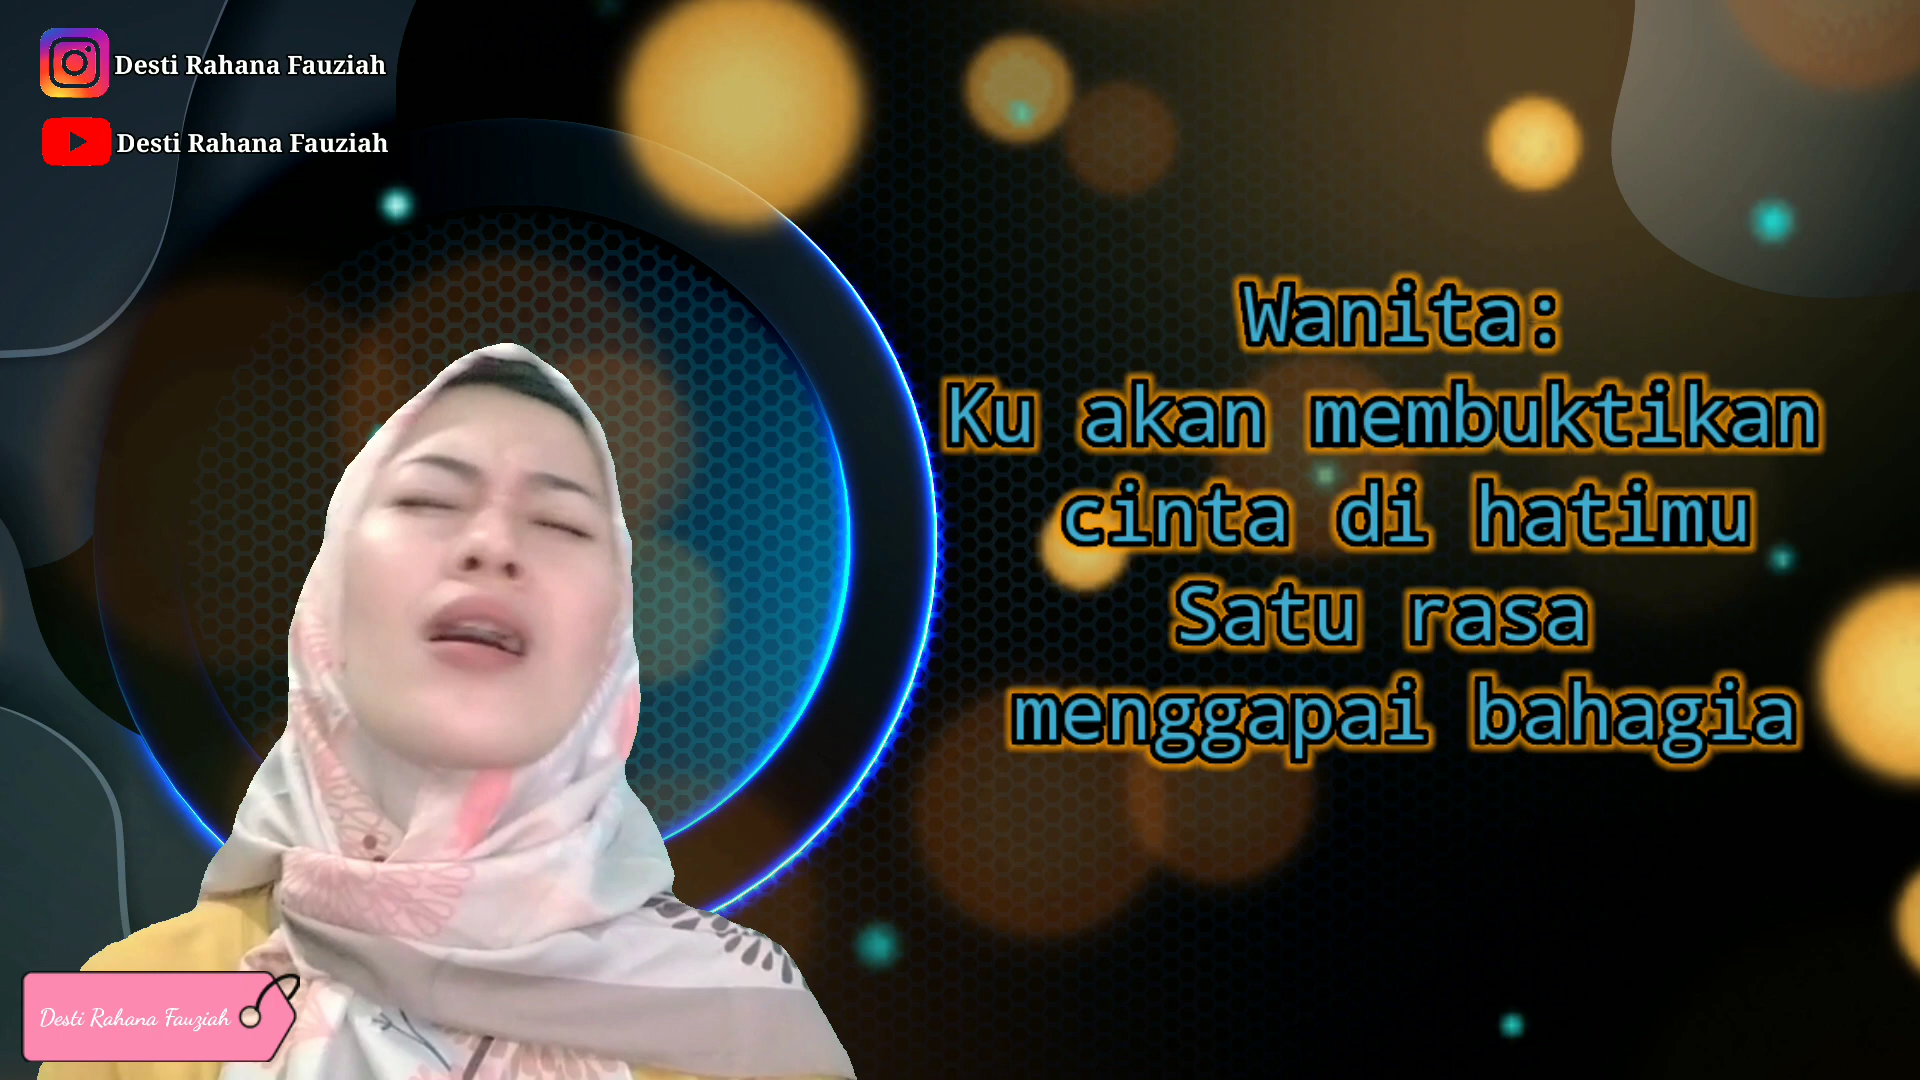 Desti Rahana Fauziah
Desti Rahana Fauziah
Wanita:
Ku akan membuktikan
cinta di hatimu
Satu rasa
menggapai bahagia
Desti Rahana Fauziah